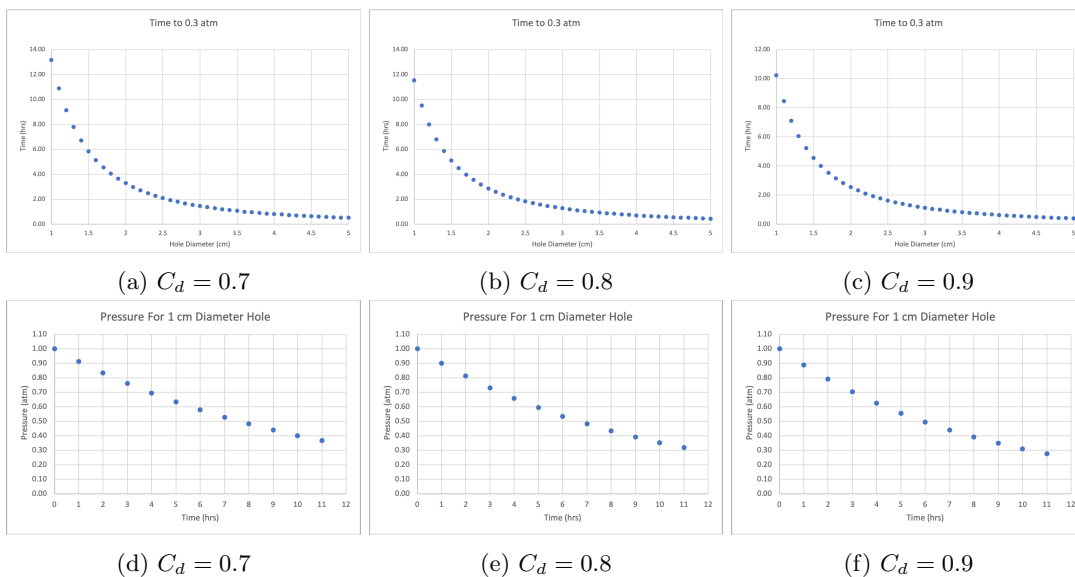 Time to 0.3 atm
14.00
12.00
10.00
8.00
6.00
4.00
2.00
0.00
Time (hrs)
1 1.5 2 2.5 3 3.5 4 4.5 5
Hole Diameter (cm)
(a) C_d = 0.7
Time to 0.3 atm
14.00
12.00
10.00
8.00
6.00
4.00
2.00
0.00
Time (hrs)
1 1.5 2 2.5 3 3.5 4 4.5 5
Hole Diameter (cm)
(b) C_d = 0.8
Time to 0.3 atm
12.00
10.00
8.00
6.00
4.00
2.00
0.00
Time (hrs)
1 1.5 2 2.5 3 3.5 4 4.5 5
Hole Diameter (cm)
(c) C_d = 0.9
Pressure For 1 cm Diameter Hole
1.10
1.00
0.90
0.80
0.70
0.60
0.50
0.40
0.30
0.20
0.10
0.00
Pressure (atm)
0 1 2 3 4 5 6 7 8 9 10 11 12
Time (hrs)
(d) C_d = 0.7
Pressure For 1 cm Diameter Hole
1.10
1.00
0.90
0.80
0.70
0.60
0.50
0.40
0.30
0.20
0.10
0.00
Pressure (atm)
0 1 2 3 4 5 6 7 8 9 10 11 12
Time (hrs)
(e) C_d = 0.8
Pressure For 1 cm Diameter Hole
1.10
1.00
0.90
0.80
0.70
0.60
0.50
0.40
0.30
0.20
0.10
0.00
Pressure (atm)
0 1 2 3 4 5 6 7 8 9 10 11 12
Time (hrs)
(f) C_d = 0.9